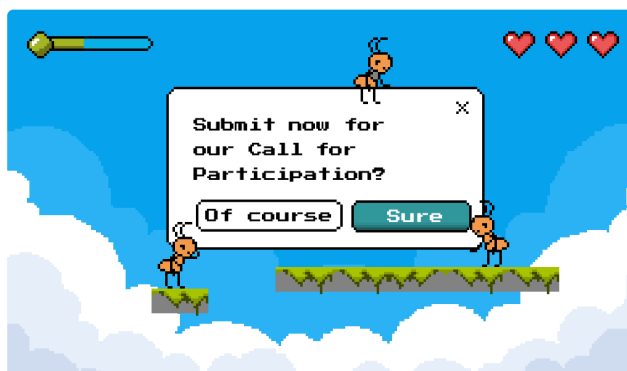 Submit now for
our Call for
Participation?
Of course
Sure